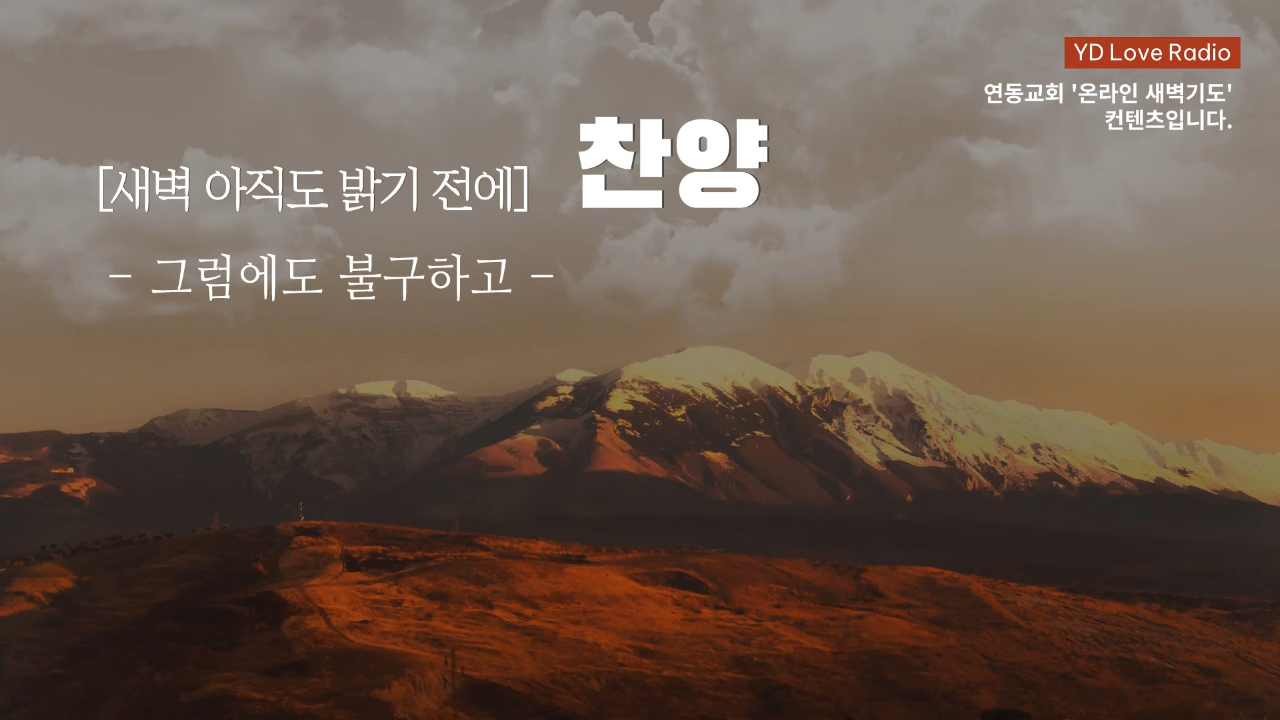 YD Love Radio
연동교회 '온라인 새벽기도'
컨텐츠입니다.
[새벽 아직도 밝기 전에] 찬양
- 그럼에도 불구하고 -